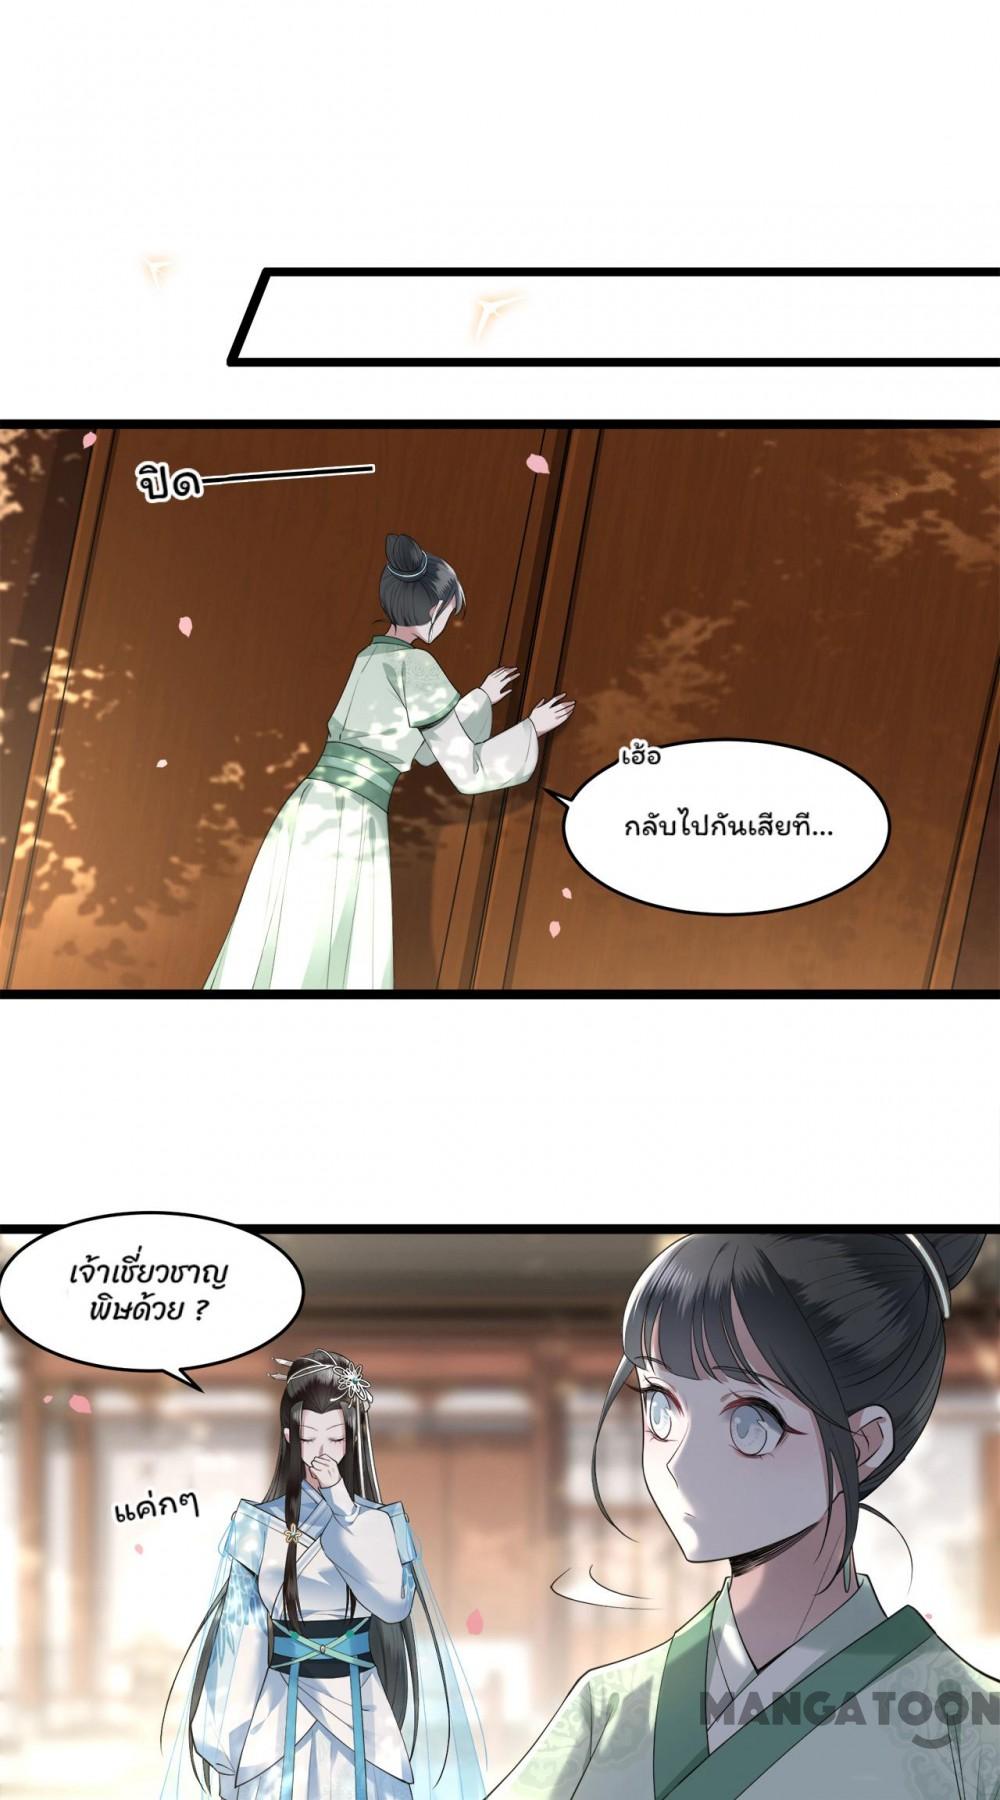 ปิด
เฮ้อ
กลับไปกันเสียที...
เจ้าเชี่ยวชาญ
พิษด้วย ?
แค่กๆ
MANGATOON